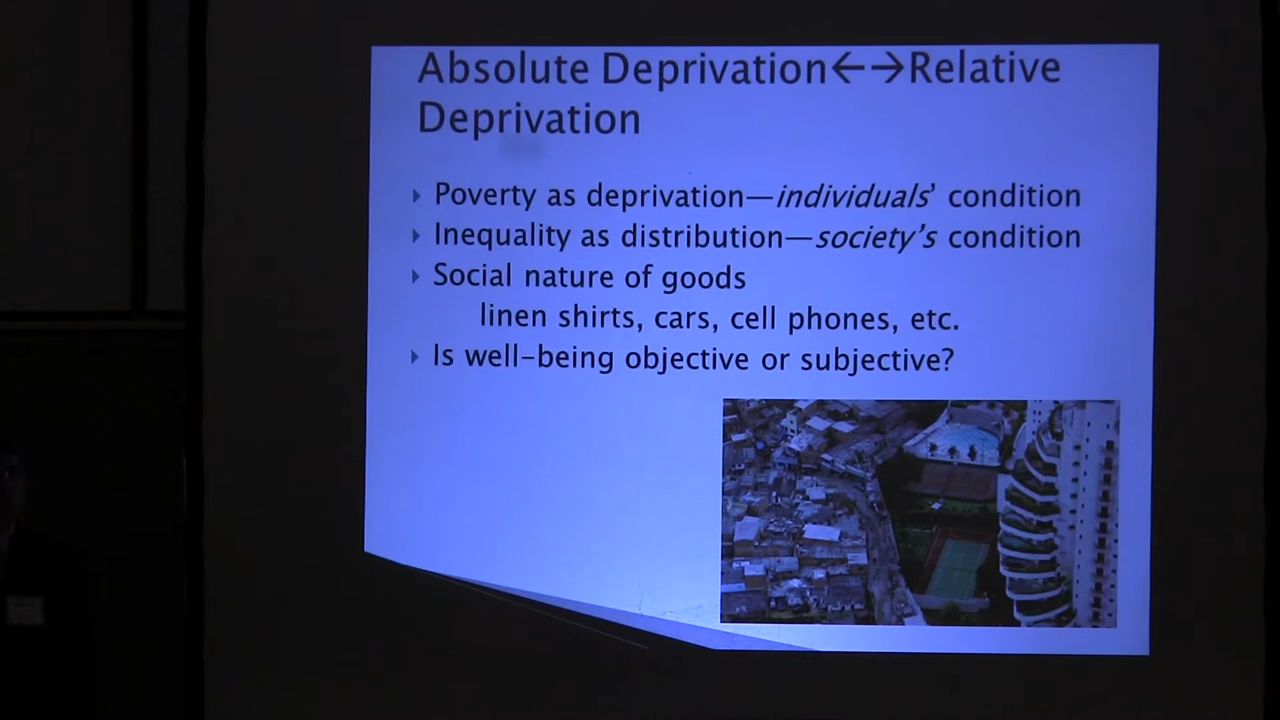 Absolute Deprivation←→Relative
Deprivation
Poverty as deprivation—individuals' condition
Inequality as distribution—society's condition
Social nature of goods
linen shirts, cars, cell phones, etc.
Is well-being objective or subjective?